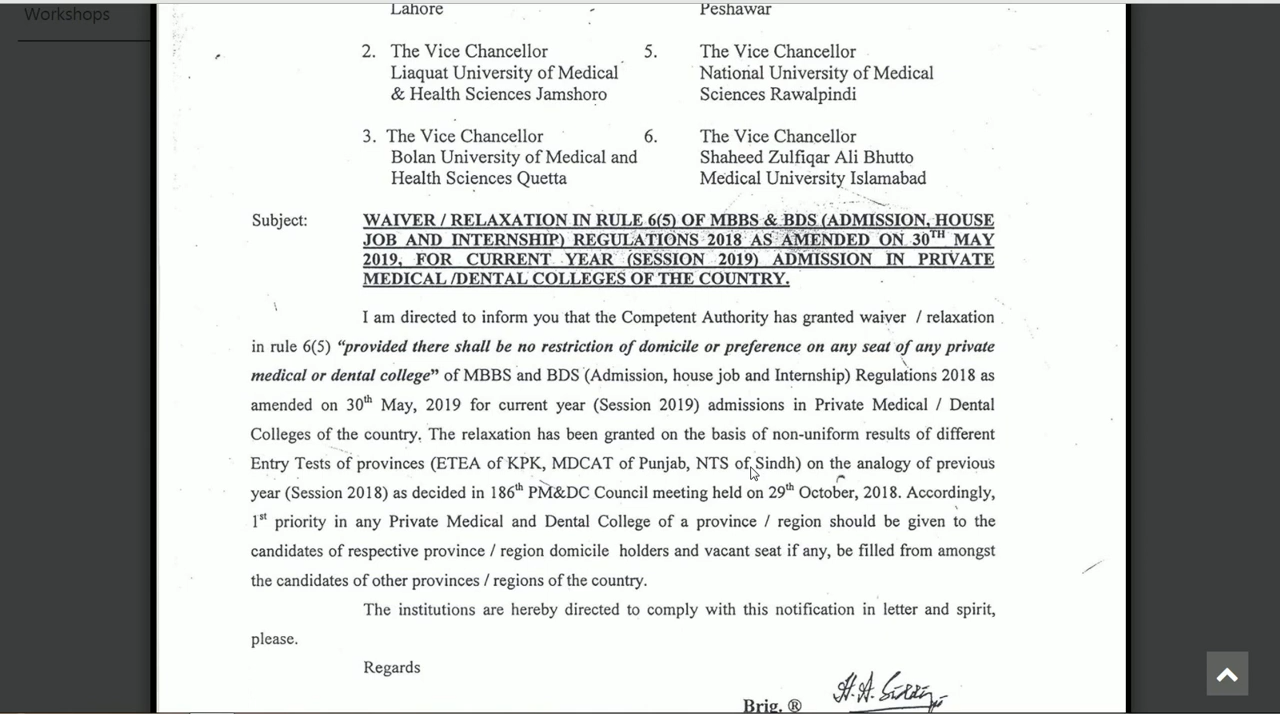 Workshops
Lahore
Peshawar
2. The Vice Chancellor
Liaquat University of Medical
& Health Sciences Jamshoro
5. The Vice Chancellor
National University of Medical
Sciences Rawalpindi
3. The Vice Chancellor
Bolan University of Medical and
Health Sciences Quetta
6. The Vice Chancellor
Shaheed Zulfiqar Ali Bhutto
Medical University Islamabad
Subject: WAIVER / RELAXATION IN RULE 6(5) OF MBBS & BDS (ADMISSION, HOUSE
JOB AND INTERNSHIP) REGULATIONS 2018 AS AMENDED ON 30TH MAY
2019, FOR CURRENT YEAR (SESSION 2019) ADMISSION IN PRIVATE
MEDICAL /DENTAL COLLEGES OF THE COUNTRY.
I am directed to inform you that the Competent Authority has granted waiver / relaxation
in rule 6(5) “provided there shall be no restriction of domicile or preference on any seat of any private
medical or dental college” of MBBS and BDS (Admission, house job and Internship) Regulations 2018 as
amended on 30th May, 2019 for current year (Session 2019) admissions in Private Medical / Dental
Colleges of the country. The relaxation has been granted on the basis of non-uniform results of different
Entry Tests of provinces (ETEA of KPK, MDCAT of Punjab, NTS of Sindh) on the analogy of previous
year (Session 2018) as decided in 186th PM&DC Council meeting held on 29th October, 2018. Accordingly,
1st priority in any Private Medical and Dental College of a province / region should be given to the
candidates of respective province / region domicile holders and vacant seat if any, be filled from amongst
the candidates of other provinces / regions of the country.
The institutions are hereby directed to comply with this notification in letter and spirit,
please.
Regards
Brig. ®